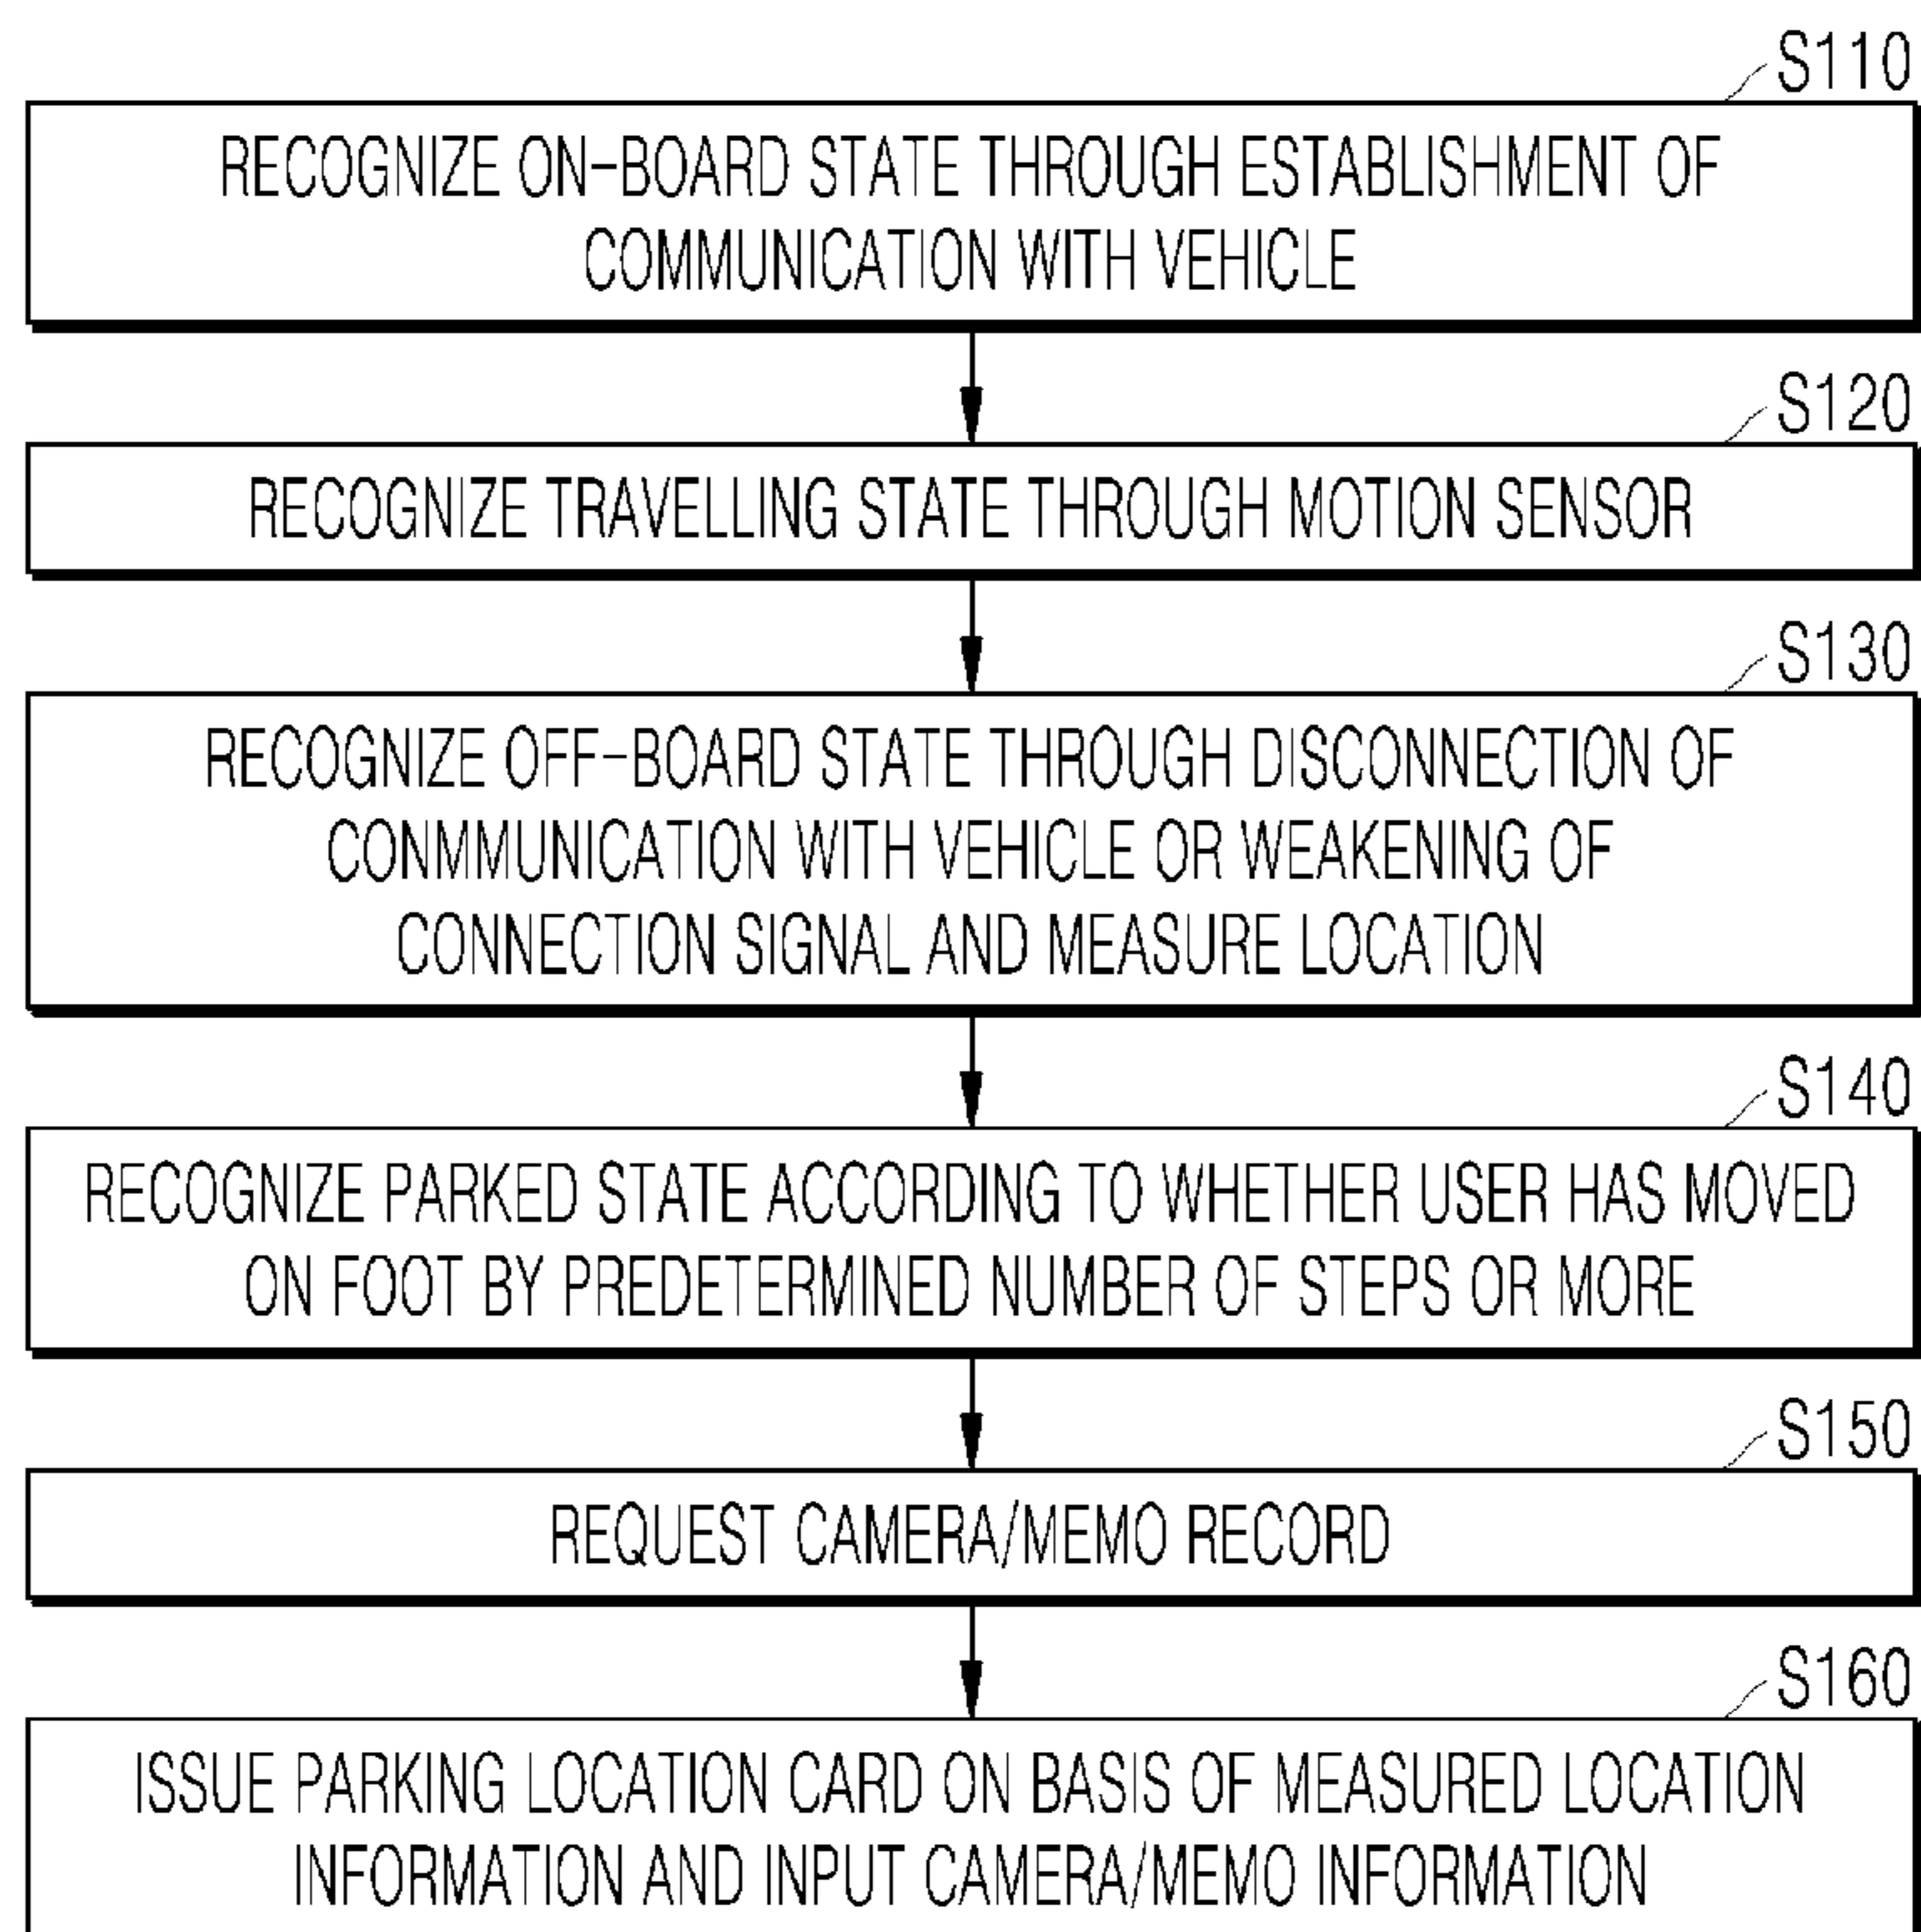 S110
RECOGNIZE ON-BOARD STATE THROUGH ESTABLISHMENT OF
COMMUNICATION WITH VEHICLE
S120
RECOGNIZE TRAVELLING STATE THROUGH MOTION SENSOR
S130
RECOGNIZE OFF-BOARD STATE THROUGH DISCONNECTION OF
CONMMUNICATION WITH VEHICLE OR WEAKENING OF
CONNECTION SIGNAL AND MEASURE LOCATION
S140
RECOGNIZE PARKED STATE ACCORDING TO WHETHER USER HAS MOVED
ON FOOT BY PREDETERMINED NUMBER OF STEPS OR MORE
S150
REQUEST CAMERA/MEMO RECORD
S160
ISSUE PARKING LOCATION CARD ON BASIS OF MEASURED LOCATION
INFORMATION AND INPUT CAMERA/MEMO INFORMATION